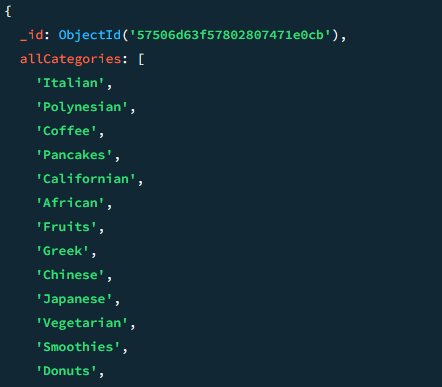 {
_id: ObjectId('57506d63f57802807471e0cb'),
allCategories: [
'Italian',
'Polynesian',
'Coffee',
'Pancakes',
'Californian',
'African',
'Fruits',
'Greek',
'Chinese',
'Japanese',
'Vegetarian',
'Smoothies',
'Donuts',